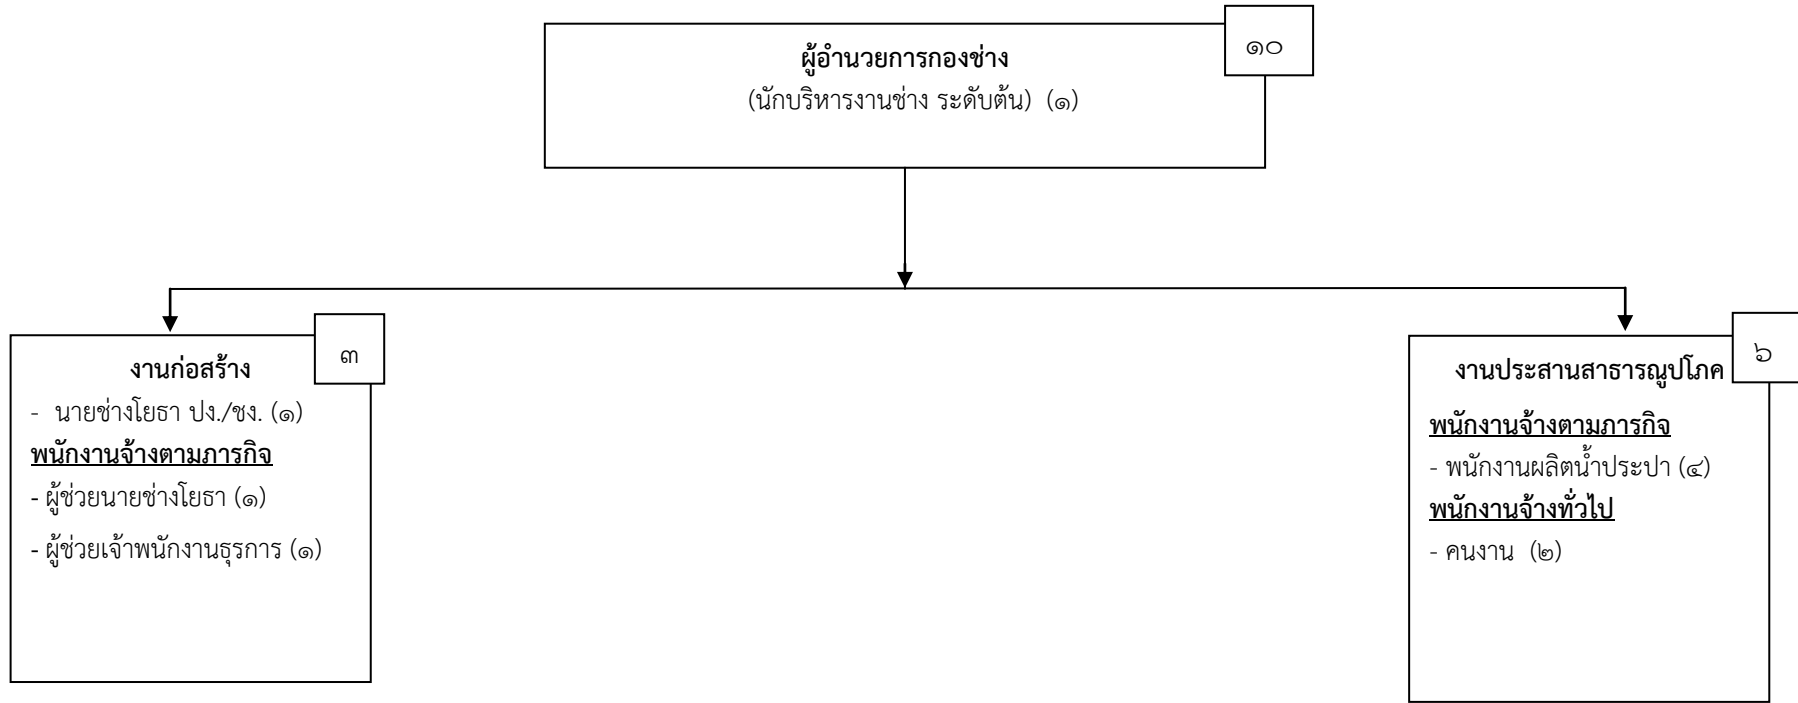 ๑๐
ผู้อำนวยการกองช่าง
(นักบริหารงานช่าง ระดับต้น) (๑)
๓
งานก่อสร้าง
- นายช่างโยธา ปง./ชง. (๑)
พนักงานจ้างตามภารกิจ
- ผู้ช่วยนายช่างโยธา (๑)
- ผู้ช่วยเจ้าพนักงานธุรการ (๑)
๖
งานประสานสาธารณูปโภค
พนักงานจ้างตามภารกิจ
- พนักงานผลิตน้ำประปา (๔)
พนักงานจ้างทั่วไป
- คนงาน (๒)